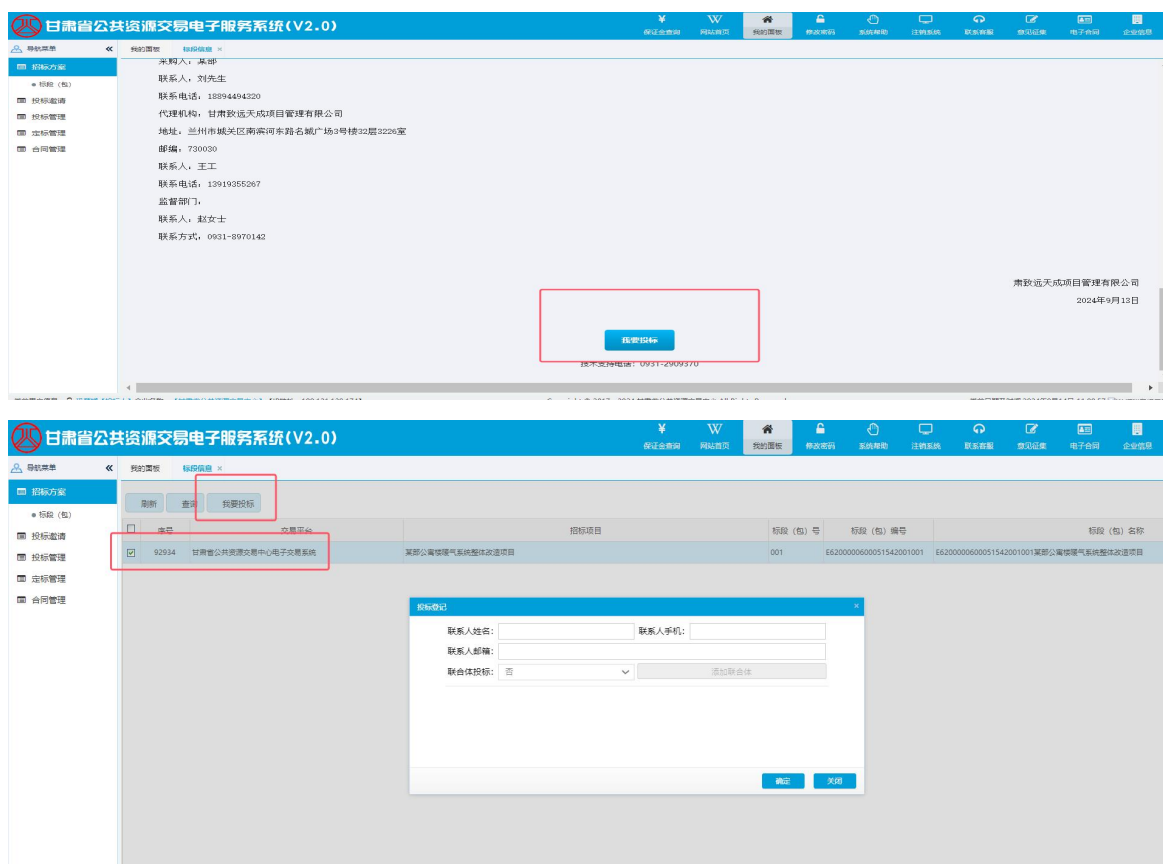 甘肃省公共资源交易电子服务系统(V2.0)
保证金查询 网站首页 我的面板 修改密码 系统帮助 注销系统 联系客服 意见征集 电子合同 企业信息
导航菜单 « 我的面板 标段信息 ×
招标方案
标段（包）
投标邀请
投标管理
定标管理
合同管理
采购人：某部
联系人：刘先生
联系电话：18894494220
代理机构：甘肃致远天成项目管理有限公司
地址：兰州市城关区南滨河东路名城广场3号楼32层3226室
邮编：730030
联系人：王工
联系电话：13919355267
监督部门：
联系人：赵女士
联系方式：0931-8970142
肃致远天成项目管理有限公司
2024年9月13日
我要投标
技术支持电话：0931-2909370
甘肃省公共资源交易电子服务系统(V2.0)
保证金查询 网站首页 我的面板 修改密码 系统帮助 注销系统 联系客服 意见征集 电子合同 企业信息
导航菜单 « 我的面板 标段信息 ×
招标方案
标段（包）
投标邀请
投标管理
定标管理
合同管理
刷新 查询 我要投标
序号 交易平台 招标项目 标段（包）号 标段（包）编号 标段（包）名称
92934 甘肃省公共资源交易中心电子交易系统 某部公寓楼暖气系统整体改造项目 001 E6200000600051542001001 E6200000600051542001001某部公寓楼暖气系统整体改造项目
投标登记 ×
联系人姓名: 联系人手机:
联系人邮箱:
联合体投标: 否 添加联合体
确定 关闭